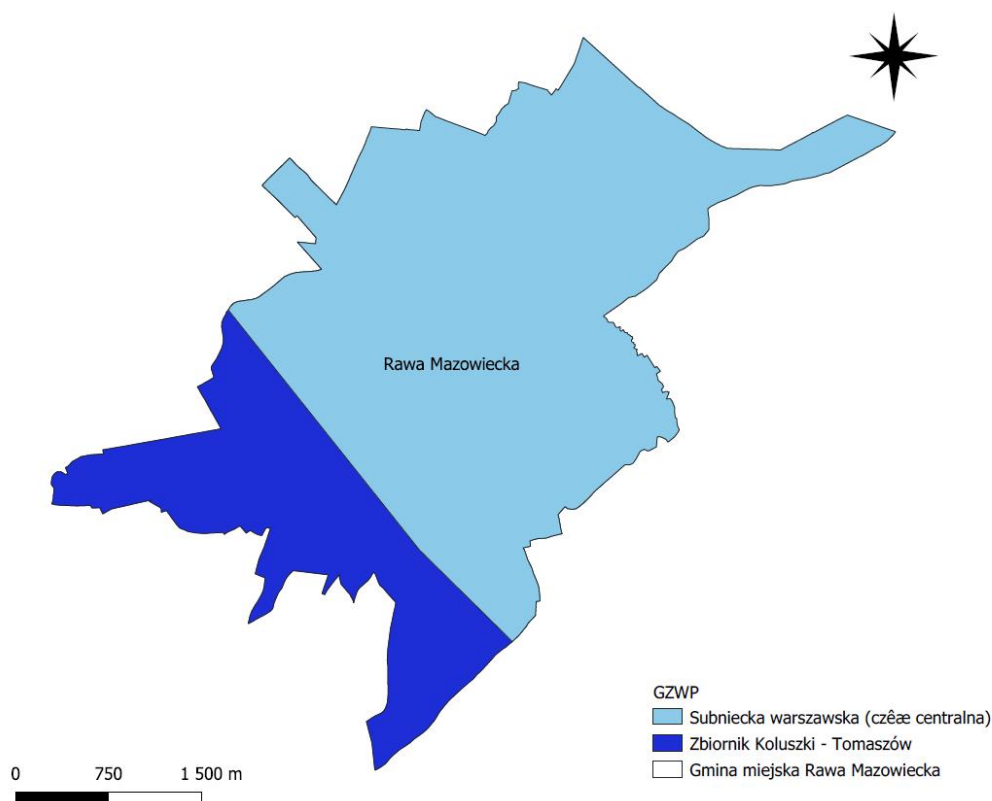 Rawa Mazowiecka
GZWP
Subniecka warszawska (czêæ centralna)
Zbiornik Koluszki - Tomaszów
Gmina miejska Rawa Mazowiecka
0 750 1 500 m